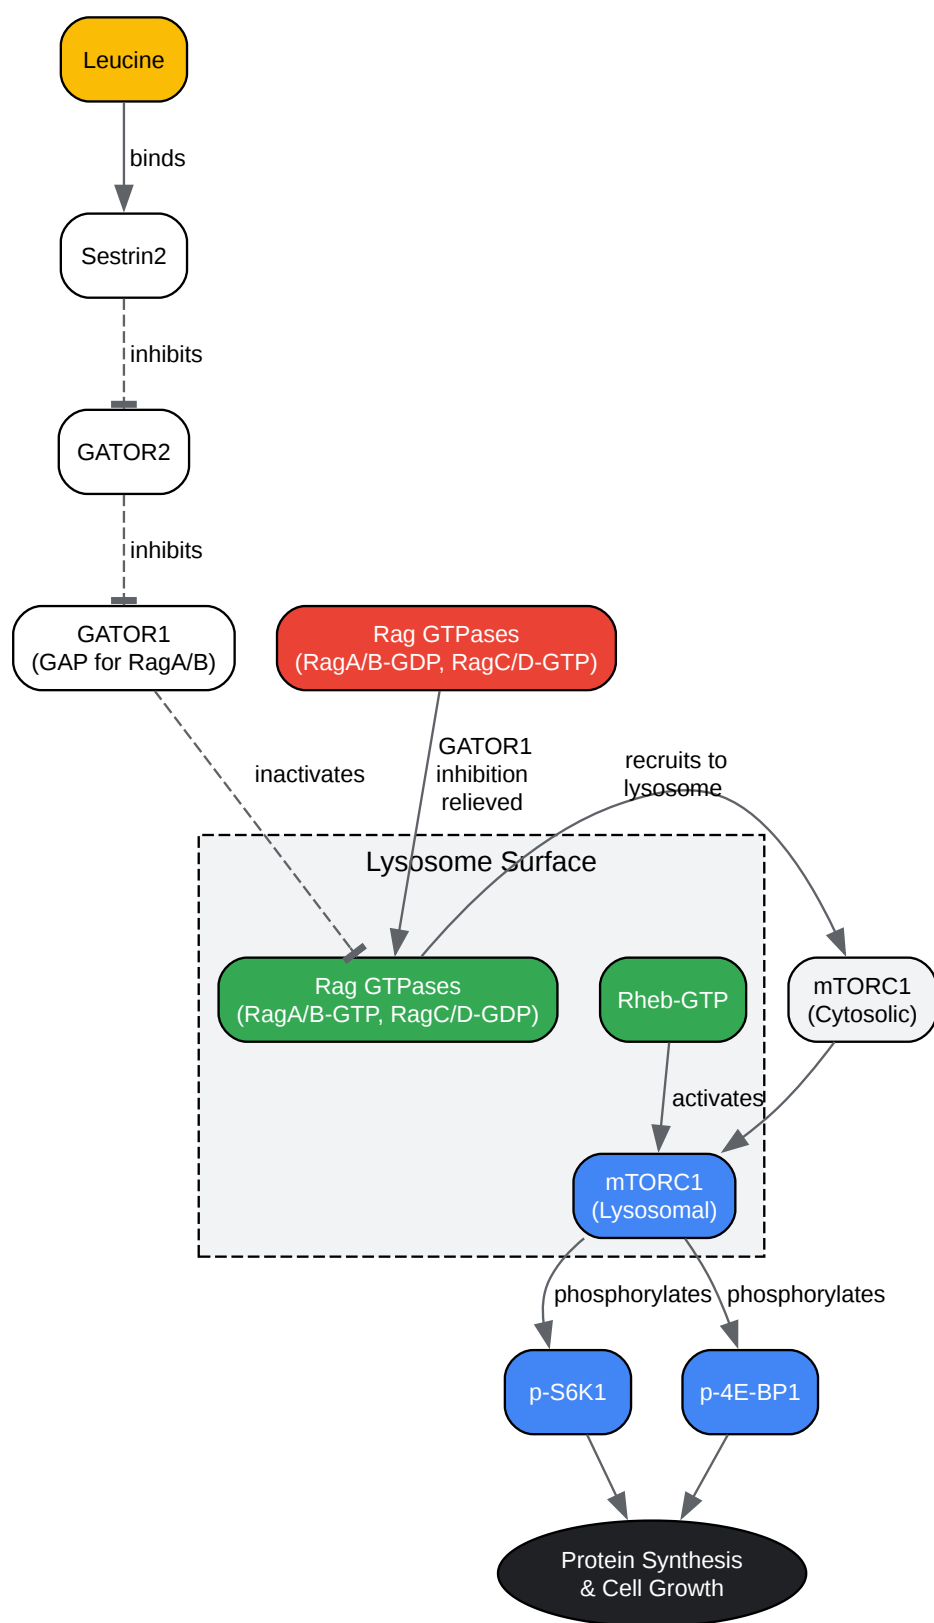 Leucine
binds
Sestrin2
inhibits
GATOR2
inhibits
GATOR1
(GAP for RagA/B)
Rag GTPases
(RagA/B-GDP, RagC/D-GTP)
inactivates
GATOR1
inhibition
relieved
recruits to
lysosome
Lysosome Surface
Rag GTPases
(RagA/B-GTP, RagC/D-GDP)
Rheb-GTP
mTORC1
(Cytosolic)
activates
mTORC1
(Lysosomal)
phosphorylates
phosphorylates
p-S6K1
p-4E-BP1
Protein Synthesis
& Cell Growth